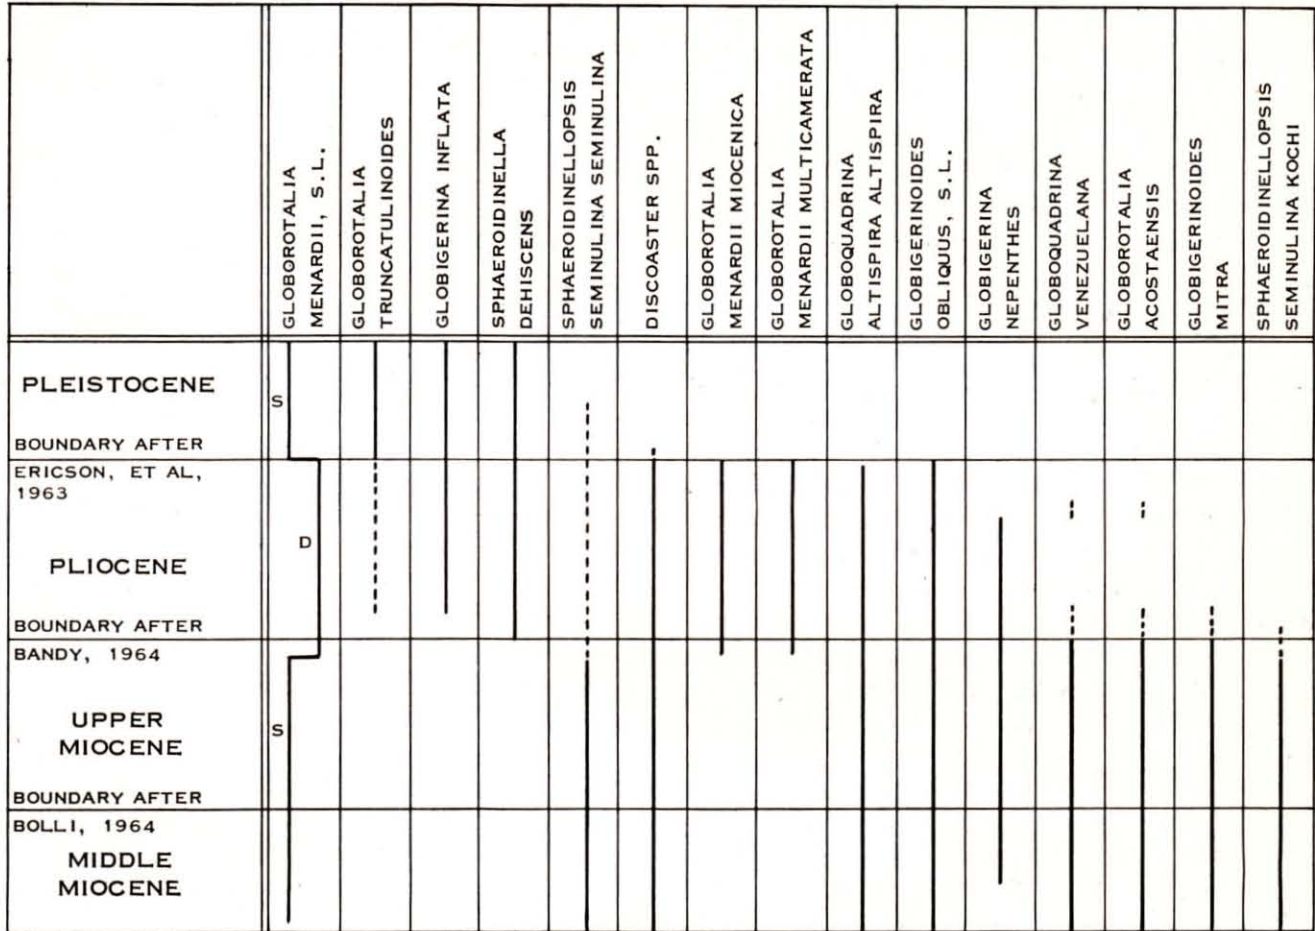 GLOBOROTALIA
MENARDII, S.L.
GLOBOROTALIA
TRUNCATULINOIDES
GLOBIGERINA INFLATA
SPHAEROIDINELLA
DEHISCENS
SPHAEROIDINELLOPSIS
SEMINULINA SEMINULINA
DISCOASTER SPP.
GLOBOROTALIA
MENARDII MIOCENICA
GLOBOROTALIA
MENARDII MULTICAMERATA
GLOBOQUADRINA
ALTISPIRA ALTISPIRA
GLOBIGERINOIDES
OBLIQUUS, S.L.
GLOBIGERINA
NEPENTHES
GLOBOQUADRINA
VENEZUELANA
GLOBOROTALIA
ACOSTAENSIS
GLOBIGERINOIDES
MITRA
SPHAEROIDINELLOPSIS
SEMINULINA KOCHI
PLEISTOCENE
S
BOUNDARY AFTER
ERICSON, ET AL,
1963
D
PLIOCENE
BOUNDARY AFTER
BANDY, 1964
UPPER
MIOCENE
S
BOUNDARY AFTER
BOLLI, 1964
MIDDLE
MIOCENE